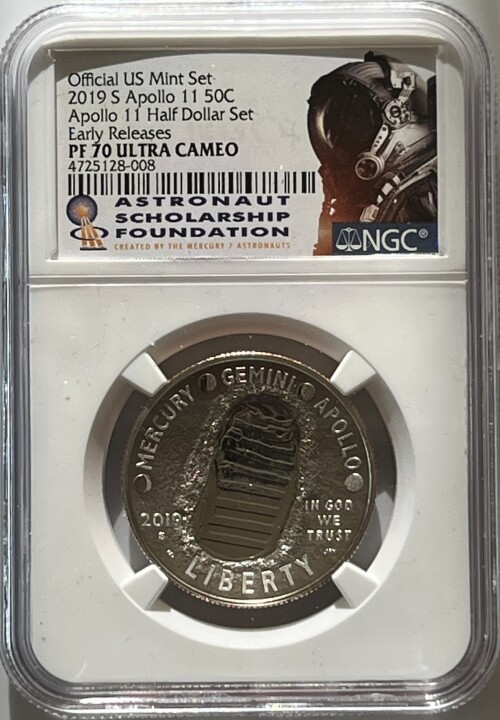 Official US Mint Set
2019 S Apollo 11 50C
Apollo 11 Half Dollar Set
Early Releases
PF 70 ULTRA CAMEO
4725128-008
ASTRONAUT
SCHOLARSHIP
FOUNDATION
CREATED BY THE MERCURY 7 ASTRONAUTS
NGC®
MERCURY GEMINI APOLLO
2019
S
IN GOD
WE
TRUST
LIBERTY